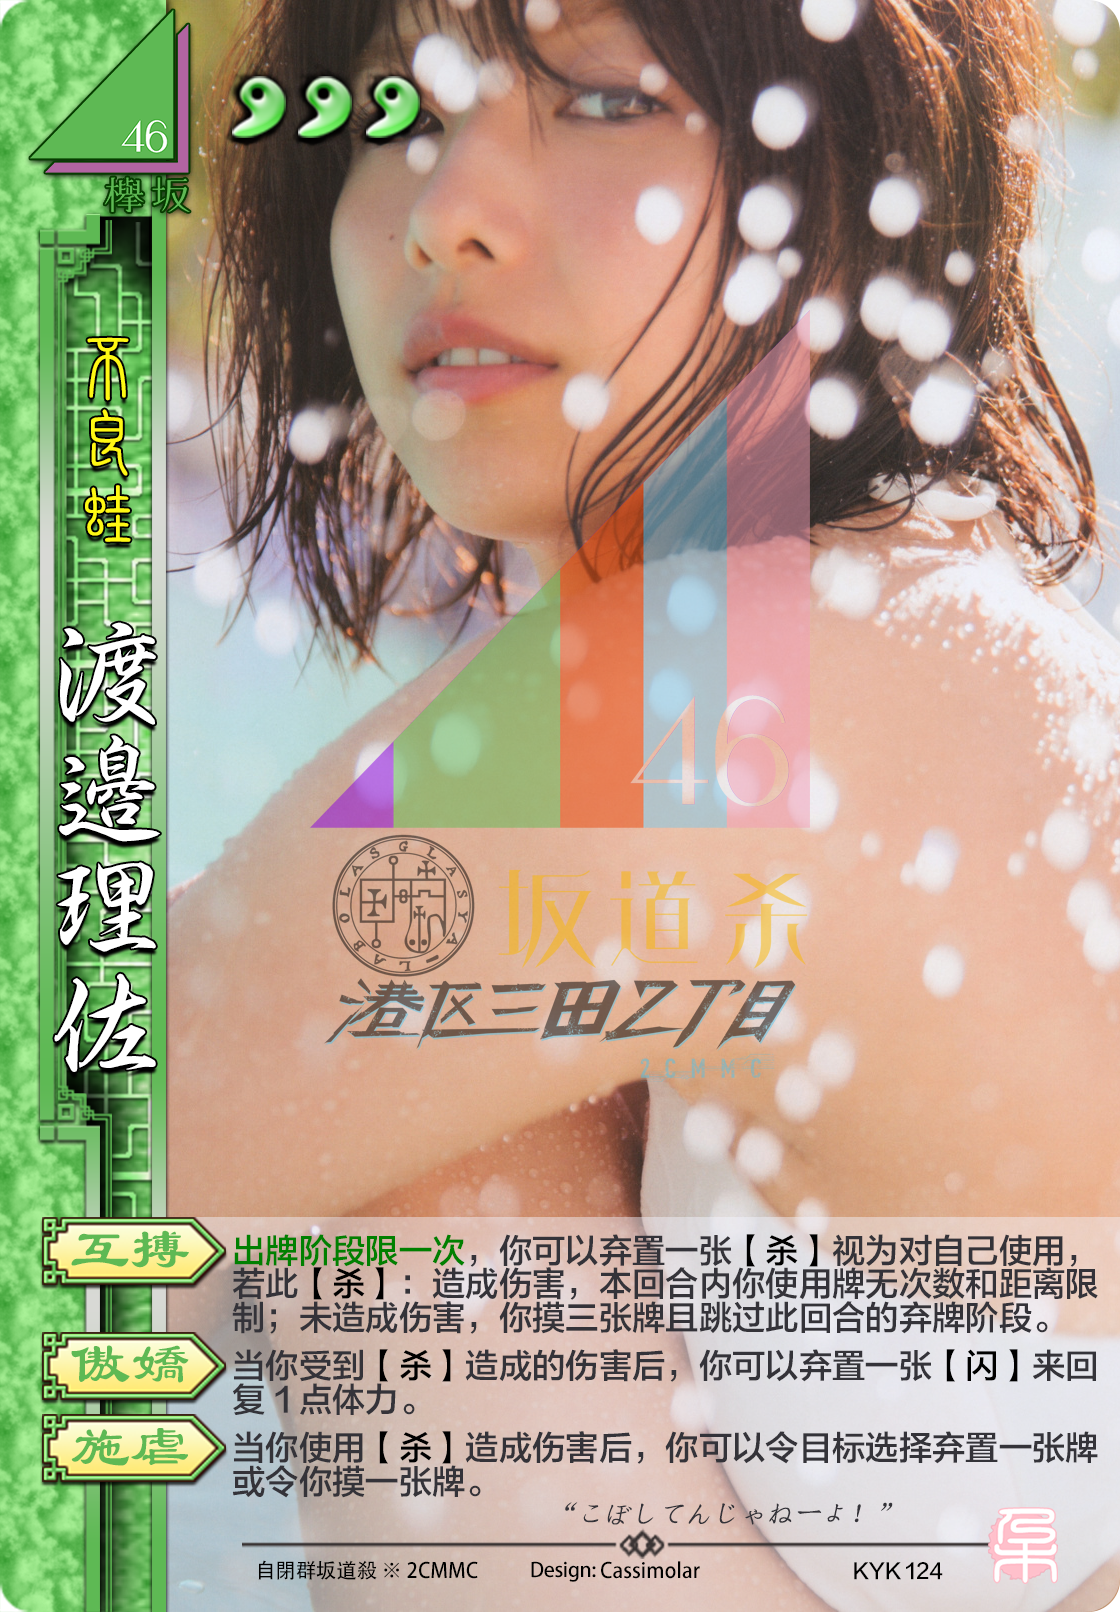 46
欅坂
不良蛙
渡邉理佐
46
GLASYA-LABOLAS
坂道杀
港区三田2丁目
2CMMC
互搏
出牌阶段限一次，你可以弃置一张【杀】视为对自己使用，
若此【杀】：造成伤害，本回合内你使用牌无次数和距离限
制；未造成伤害，你摸三张牌且跳过此回合的弃牌阶段。
傲嬌
当你受到【杀】造成的伤害后，你可以弃置一张【闪】来回
复1点体力。
施虐
当你使用【杀】造成伤害后，你可以令目标选择弃置一张牌
或令你摸一张牌。
“こぼしてんじゃねーよ！”
自閉群坂道殺 ※ 2CMMC Design: Cassimolar KYK 124